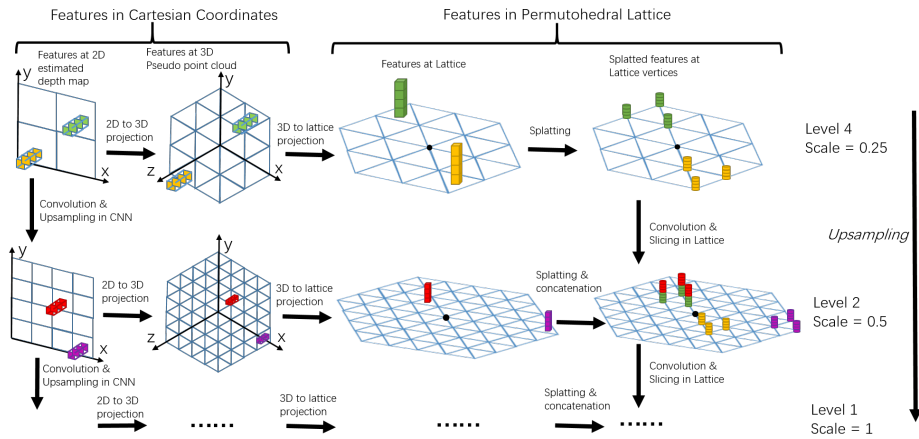 Features in Cartesian Coordinates
Features in Permutohedral Lattice
Features at 2D
estimated
depth map
Features at 3D
Pseudo point cloud
Features at Lattice
Splatted features at
Lattice vertices
y
x
2D to 3D
projection
y
z
x
3D to lattice
projection
Splatting
Level 4
Scale = 0.25
Convolution &
Upsampling in CNN
Convolution &
Slicing in Lattice
Upsampling
y
x
2D to 3D
projection
y
z
x
3D to lattice
projection
Splatting &
concatenation
Level 2
Scale = 0.5
Convolution &
Upsampling in CNN
Convolution &
Slicing in Lattice
2D to 3D
projection
......
3D to lattice
projection
......
Splatting &
concatenation
......
Level 1
Scale = 1